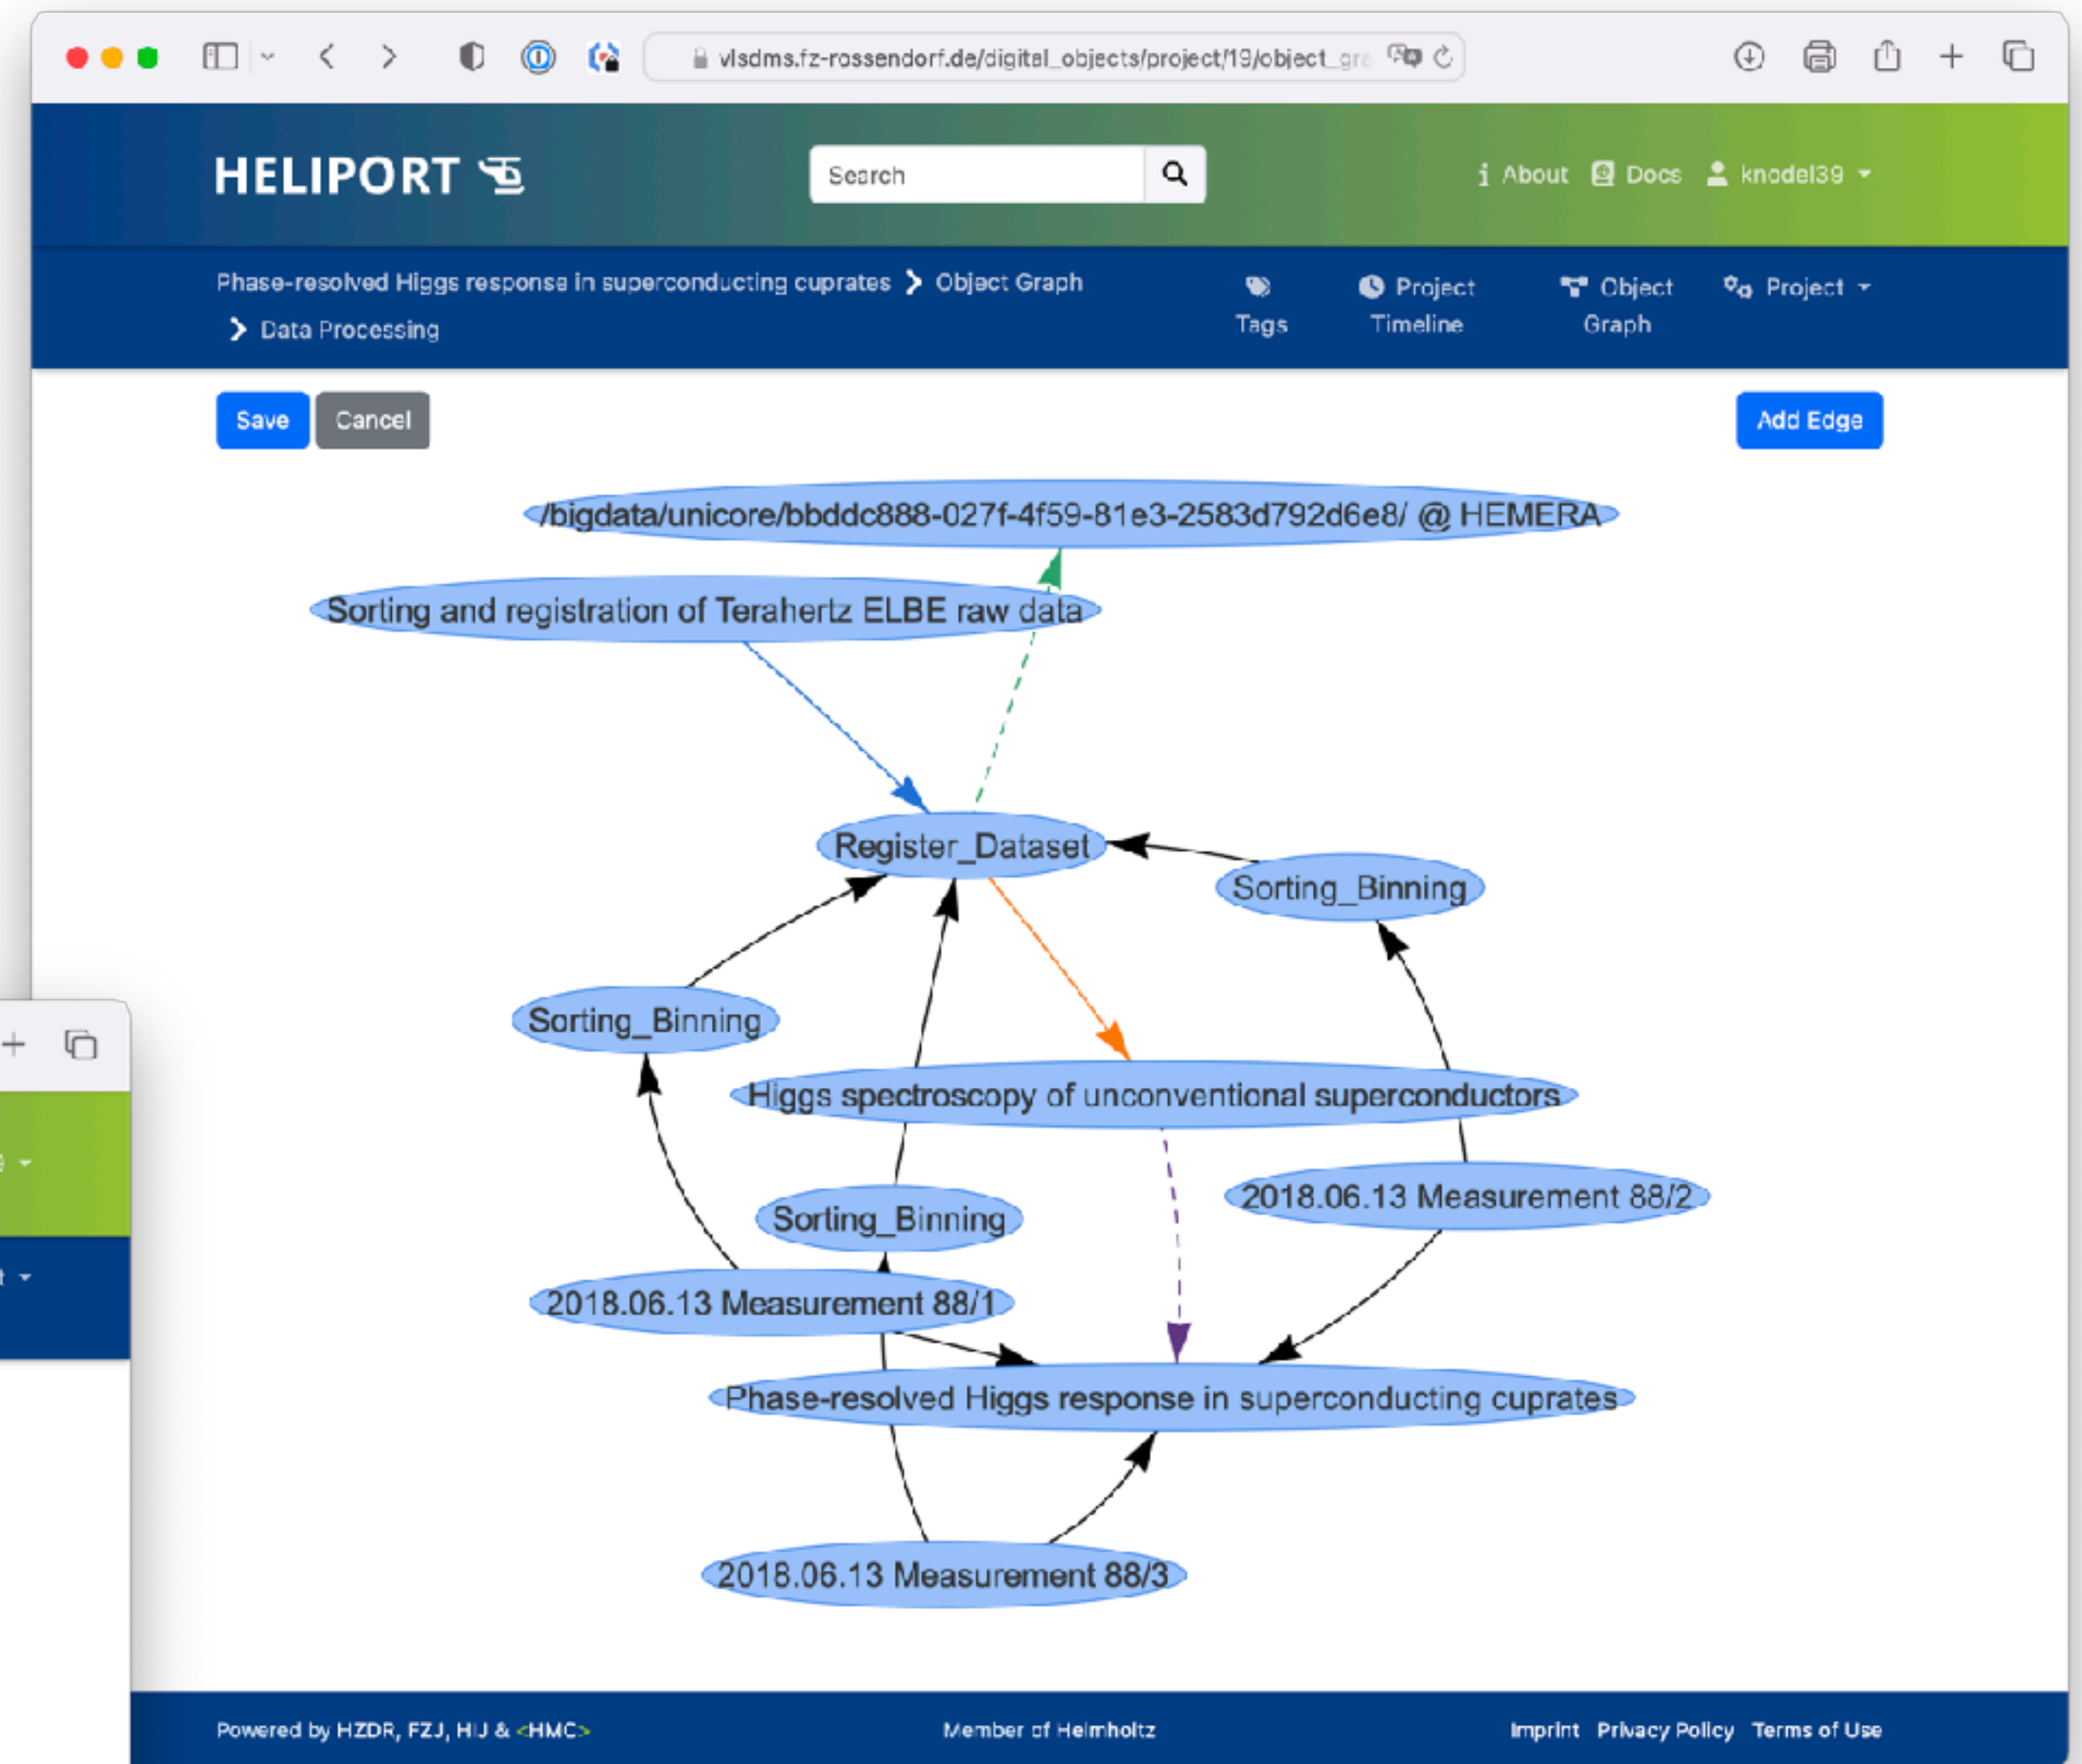 vlsdms.fz-rossendorf.de/digital_objects/project/19/object_gra
HELIPORT
Search
About
Docs
knodel39
Phase-resolved Higgs response in superconducting cuprates
Object Graph
Data Processing
Tags
Project
Timeline
Object
Graph
Project
Save
Cancel
Add Edge
/bigdata/unicore/bbddc888-027f-4f59-81e3-2583d792d6e8/ @ HEMERA
Sorting and registration of Terahertz ELBE raw data
Register_Dataset
Sorting_Binning
Sorting_Binning
Higgs spectroscopy of unconventional superconductors
2018.06.13 Measurement 88/2
Sorting_Binning
2018.06.13 Measurement 88/1
Phase-resolved Higgs response in superconducting cuprates
2018.06.13 Measurement 88/3
Powered by HZDR, FZJ, HIJ & <HMC>
Member of Helmholtz
Imprint
Privacy Policy
Terms of Use